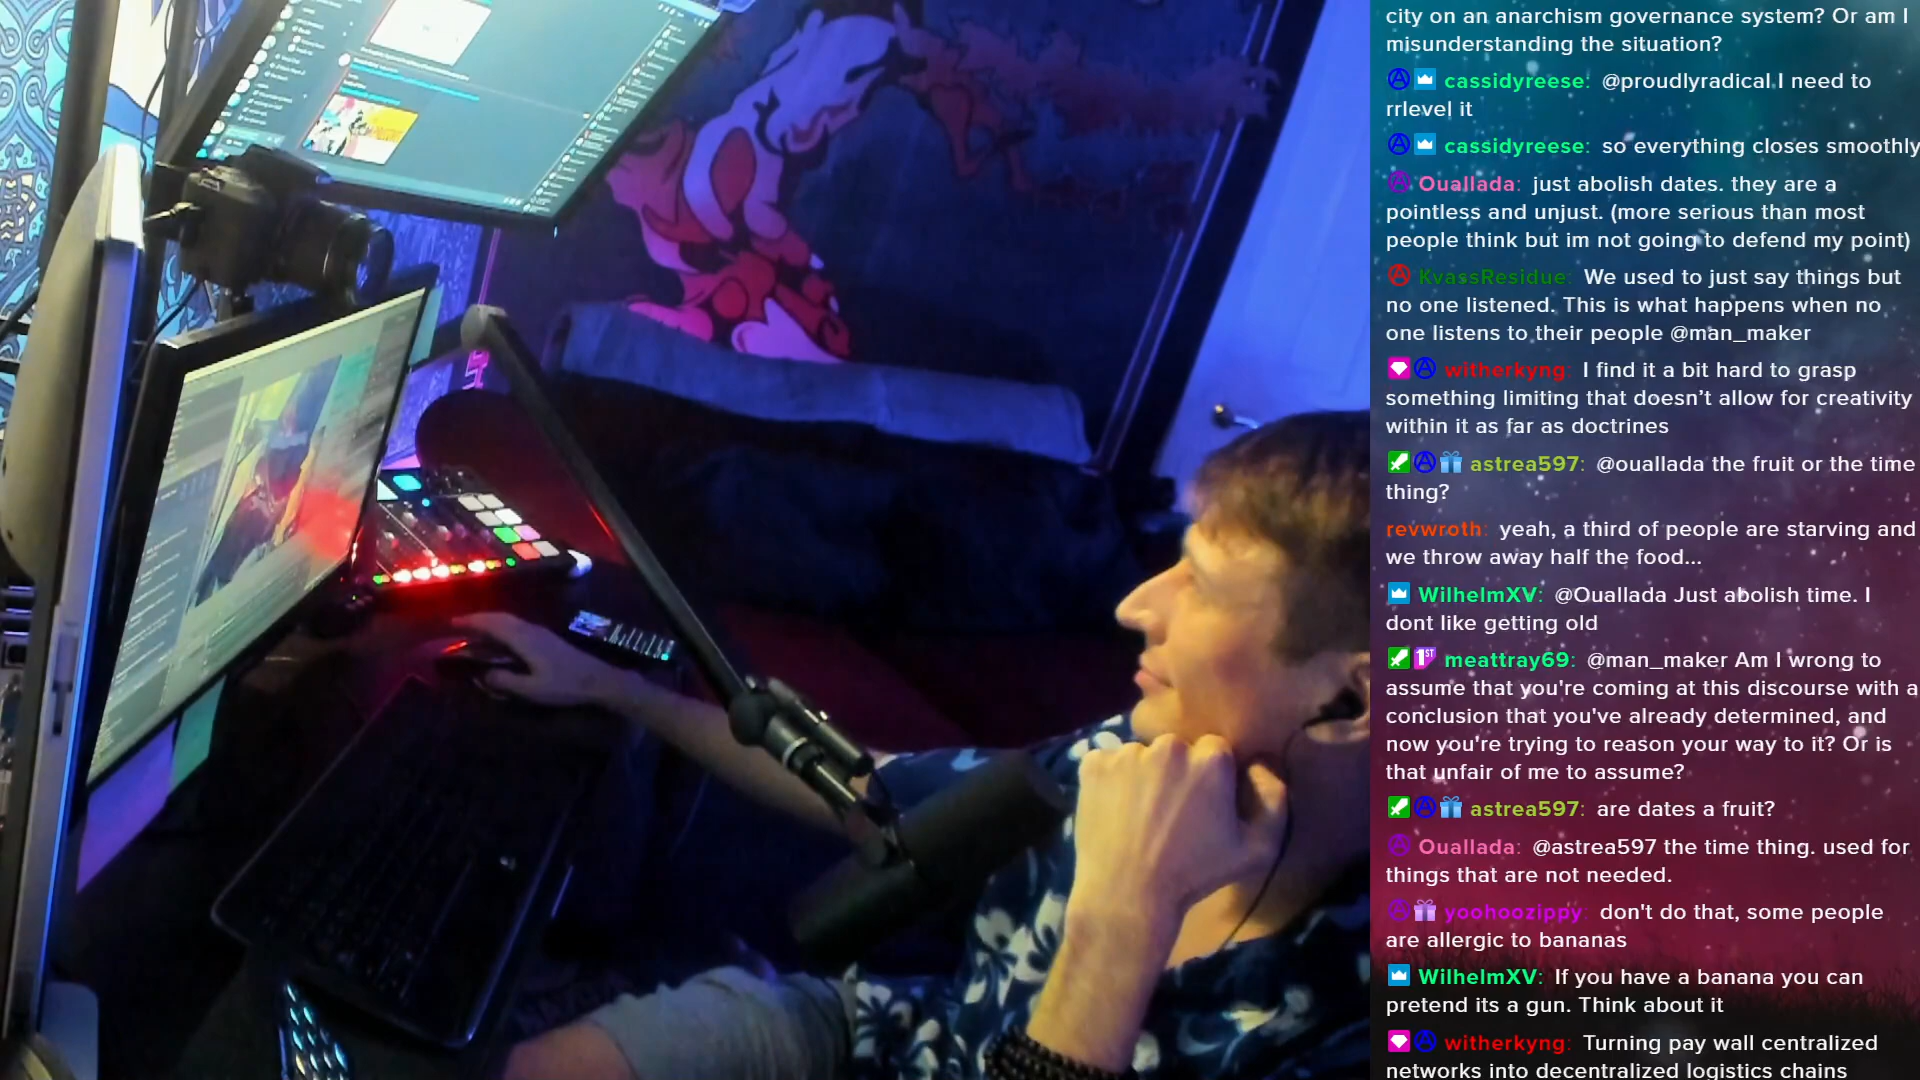 city on an anarchism governance system? Or am I
misunderstanding the situation?
cassidyreese: @proudlyradical I need to
rrlevel it
cassidyreese: so everything closes smoothly
Ouallada: just abolish dates. they are a
pointless and unjust. (more serious than most
people think but im not going to defend my point)
KvassResidue: We used to just say things but
no one listened. This is what happens when no
one listens to their people @man_maker
witherkyng: I find it a bit hard to grasp
something limiting that doesn’t allow for creativity
within it as far as doctrines
astrea597: @ouallada the fruit or the time
thing?
revwroth: yeah, a third of people are starving and
we throw away half the food...
WilhelmXV: @Ouallada Just abolish time. I
dont like getting old
1ST meattray69: @man_maker Am I wrong to
assume that you're coming at this discourse with a
conclusion that you've already determined, and
now you're trying to reason your way to it? Or is
that unfair of me to assume?
astrea597: are dates a fruit?
Ouallada: @astrea597 the time thing. used for
things that are not needed.
yoohoozippy: don't do that, some people
are allergic to bananas
WilhelmXV: If you have a banana you can
pretend its a gun. Think about it
witherkyng: Turning pay wall centralized
networks into decentralized logistics chains